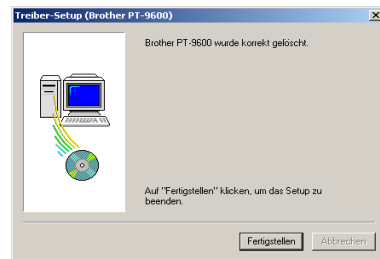 Treiber-Setup (Brother PT-9600)
Brother PT-9600 wurde korrekt gelöscht.
Auf "Fertigstellen" klicken, um das Setup zu
beenden.
Fertigstellen
Abbrechen